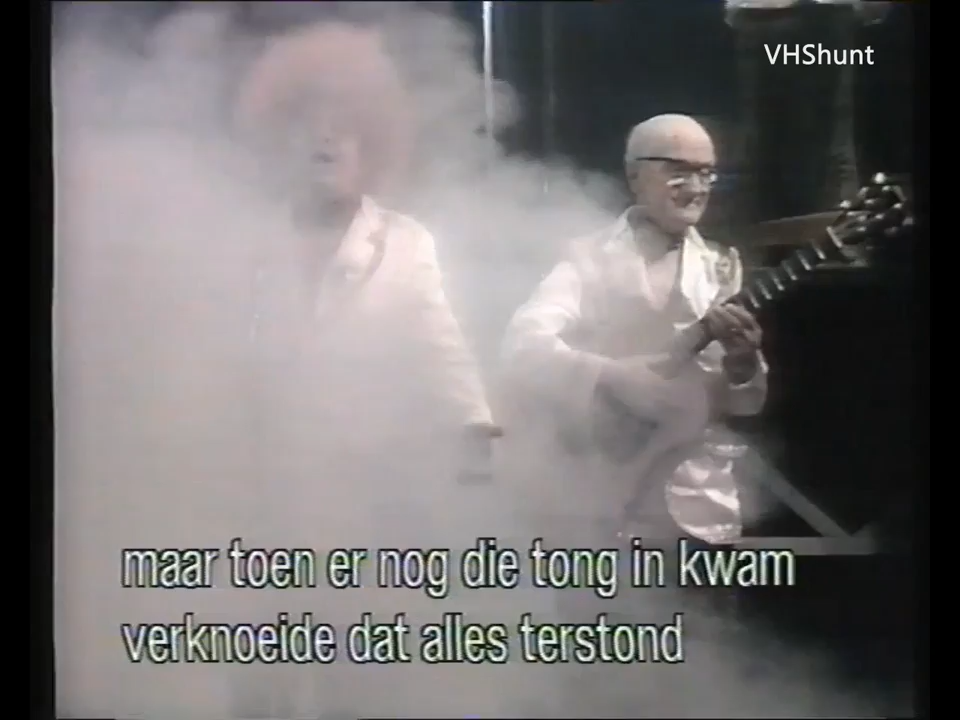 VHShunt
maar toen er nog die tong in kwam
verknoeide dat alles terstond